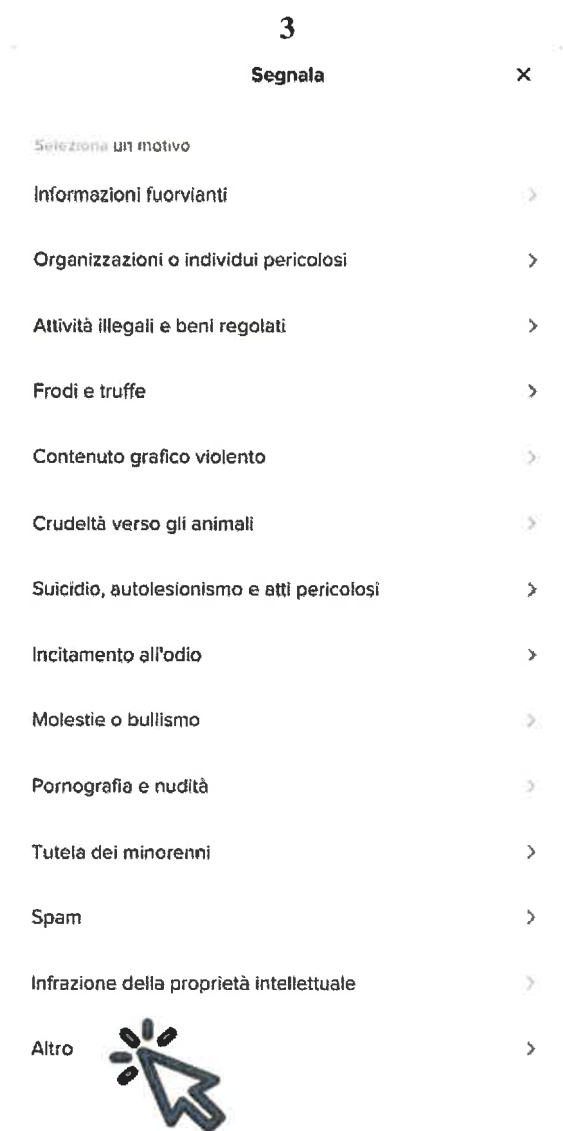 3
Segnala
Seleziona un motivo
Informazioni fuorvianti
Organizzazioni o individui pericolosi
Attività illegali e beni regolati
Frodi e truffe
Contenuto grafico violento
Crudeltà verso gli animali
Suicidio, autolesionismo e atti pericolosi
Incitamento all'odio
Molestie o bullismo
Pornografia e nudità
Tutela dei minorenni
Spam
Infrazione della proprietà intellettuale
Altro